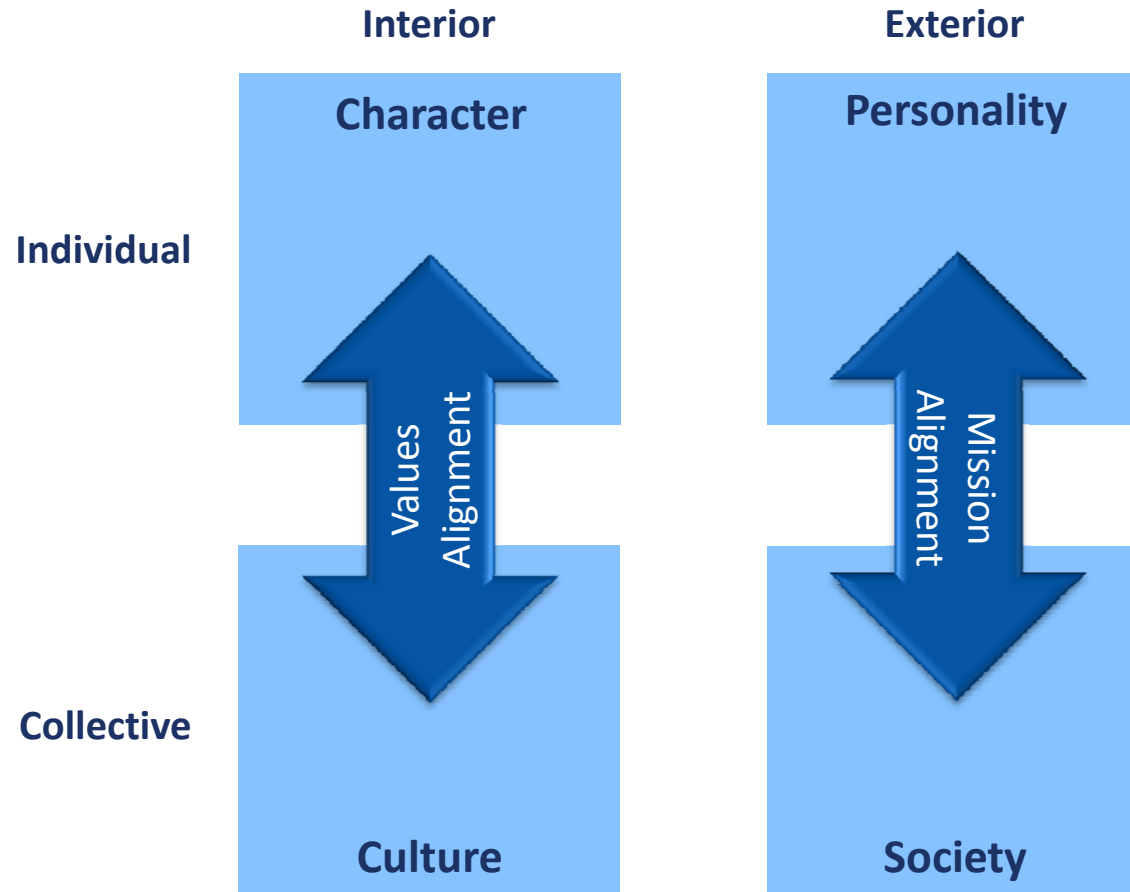 Interior
Exterior
Character
Personality
Individual
Values
Alignment
Mission
Alignment
Collective
Culture
Society